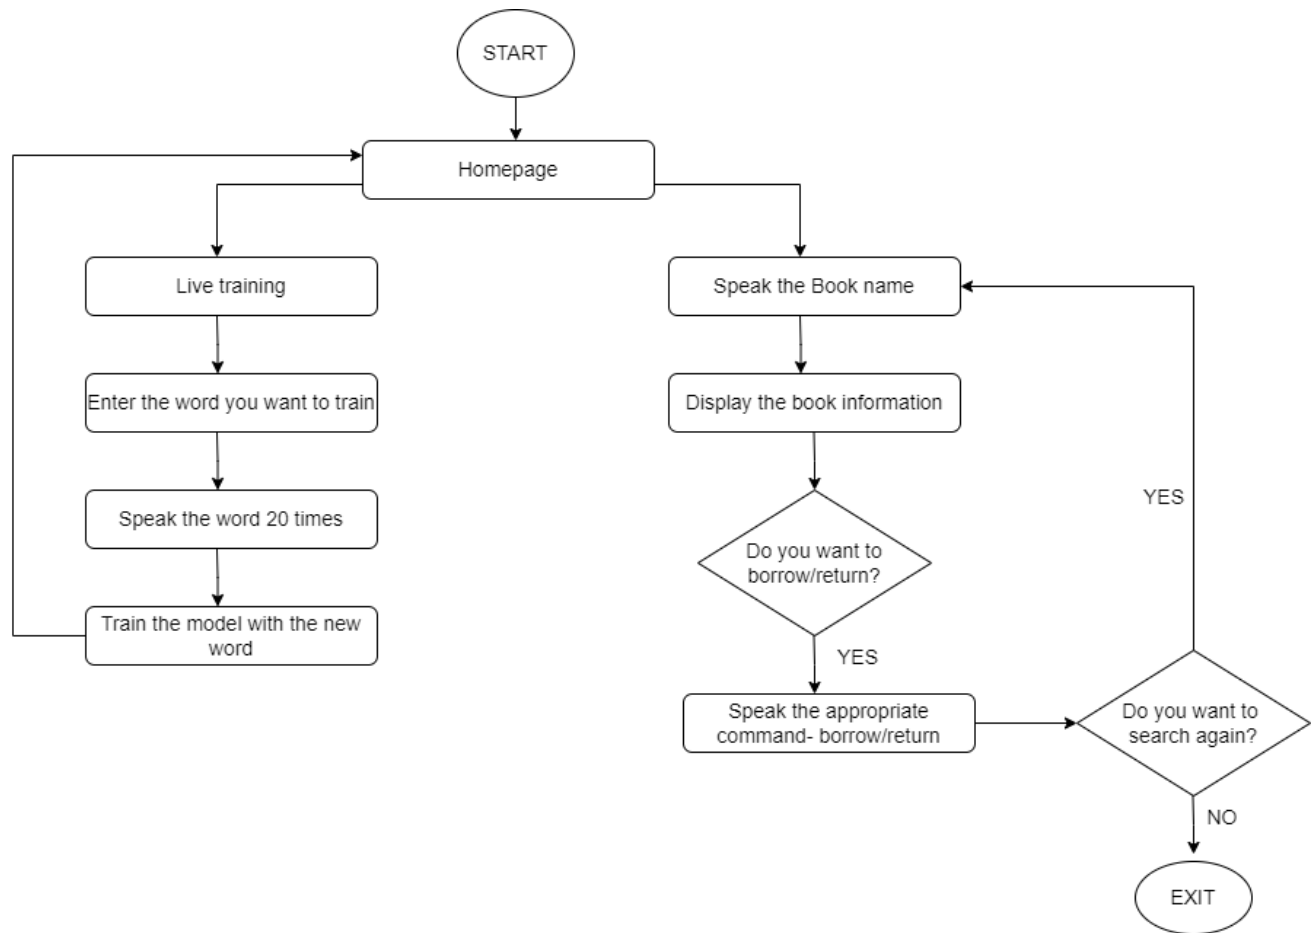 START
Homepage
Live training
Speak the Book name
Enter the word you want to train
Display the book information
YES
Speak the word 20 times
Do you want to
borrow/return?
Train the model with the new
word
YES
Speak the appropriate
command- borrow/return
Do you want to
search again?
NO
EXIT